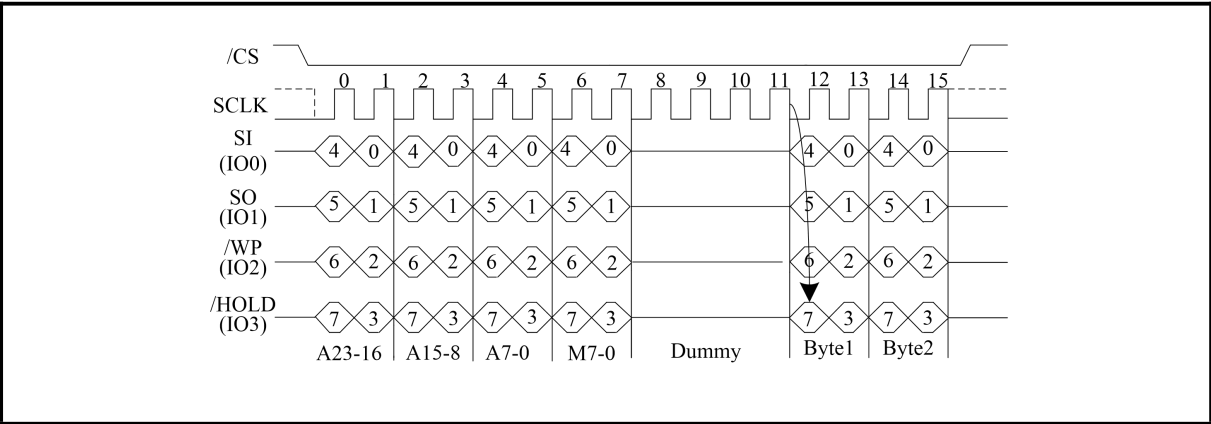 /CS
0 1 2 3 4 5 6 7 8 9 10 11 12 13 14 15
SCLK
SI
(IO0)
4 0 4 0 4 0 4 0 4 0 4 0
SO
(IO1)
5 1 5 1 5 1 5 1 5 1 5 1
/WP
(IO2)
6 2 6 2 6 2 6 2 6 2 6 2
/HOLD
(IO3)
7 3 7 3 7 3 7 3 7 3 7 3
A23-16 A15-8 A7-0 M7-0 Dummy Byte1 Byte2